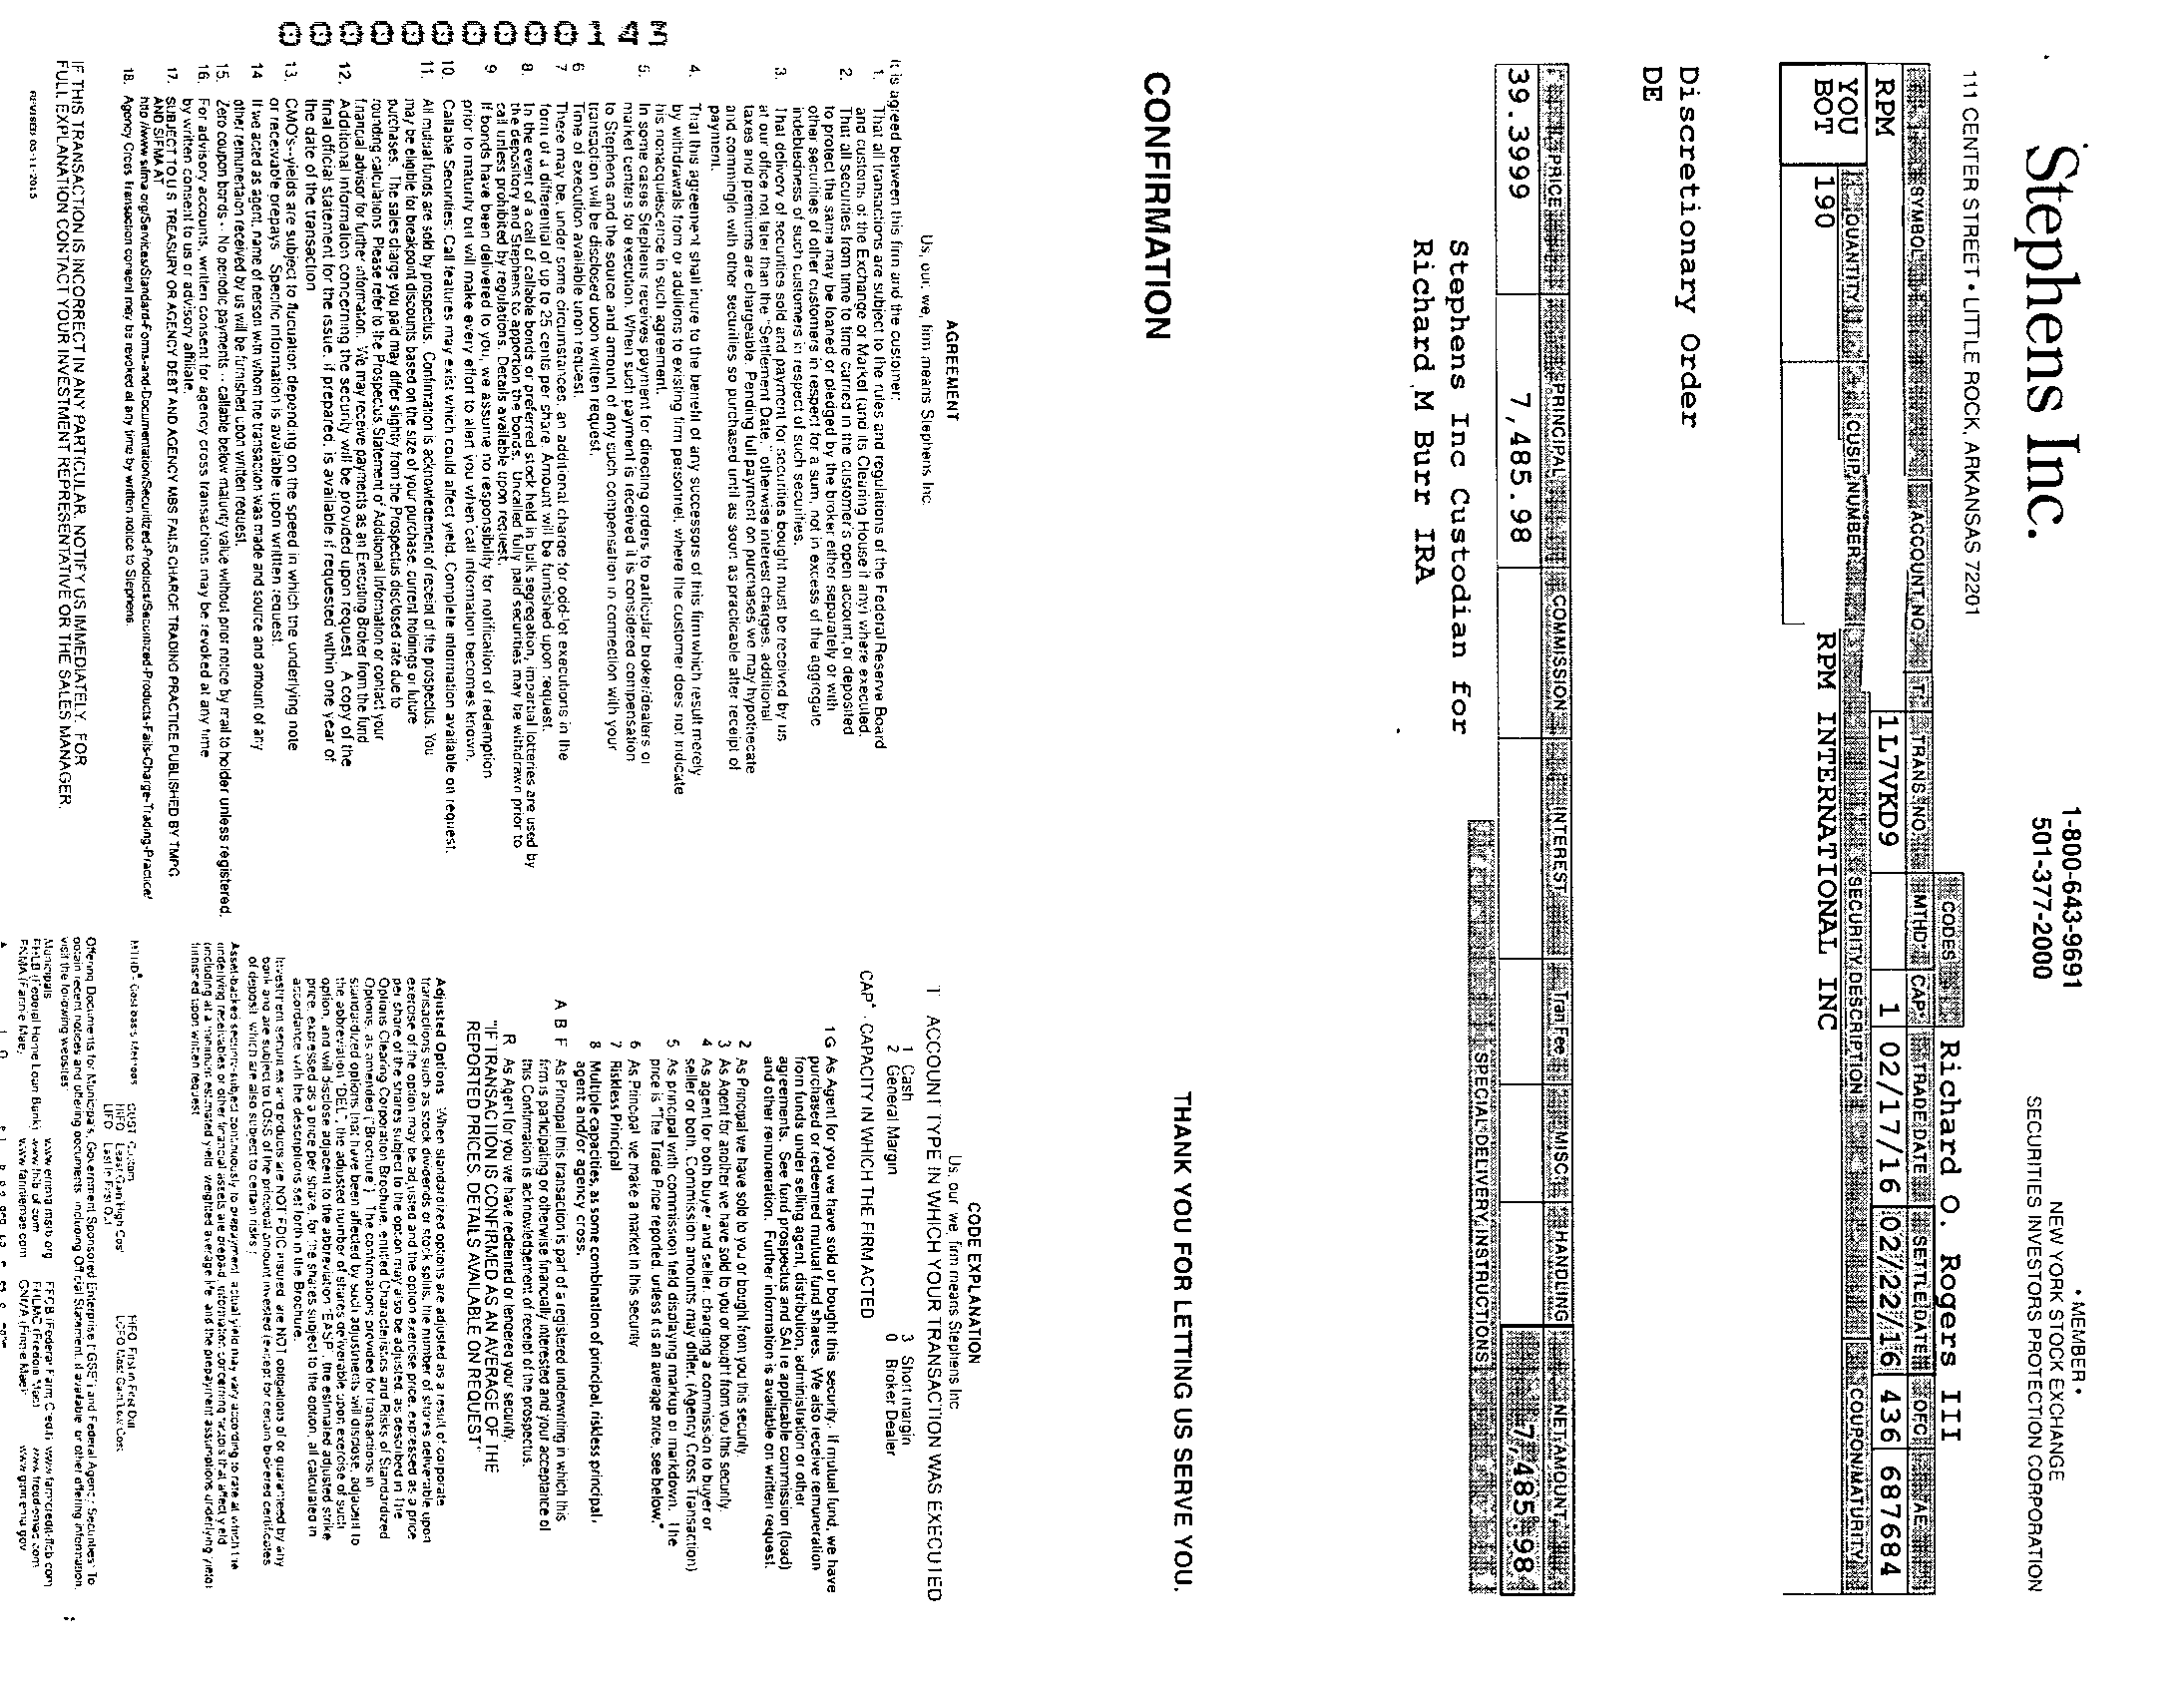 Stephens Inc.
111 CENTER STREET • LITTLE ROCK, ARKANSAS 72201
1-800-643-9691
501-377-2000
• MEMBER •
NEW YORK STOCK EXCHANGE
SECURITIES INVESTORS PROTECTION CORPORATION
Richard O. Rogers III
CODES
SYMBOL ACCOUNT NO. T* TRANS. NO. MTHD* CAP* TRADE DATE SETTLE DATE OFC AE
RPM 1L7VKD9 1 02/17/16 02/22/16 436 687684
YOU BOT
QUANTITY CUSIP NUMBER SECURITY DESCRIPTION COUPON/MATURITY
190 RPM INTERNATIONAL INC
Discretionary Order
DE
PRICE PRINCIPAL COMMISSION INTEREST Tran Fee MISC HANDLING NET AMOUNT
39.3999 7,485.98 7,485.98
SPECIAL DELIVERY INSTRUCTIONS
Stephens Inc Custodian for
Richard M Burr IRA
CONFIRMATION
THANK YOU FOR LETTING US SERVE YOU.
AGREEMENT
Us, our, we, firm means Stephens Inc.
It is agreed between this firm and the customer:
1. That all transactions are subject to the rules and regulations of the Federal Reserve Board
and customs of the Exchange or Market (and its Clearing House if any) where executed.
2. That all securities from time to time carried in the customer's open account, or deposited
to protect the same may be loaned or pledged by the broker either separately or with
other securities of other customers in respect for a sum, not in excess of the aggregate
indebtedness of such customers in respect of such securities.
3. That delivery of securities sold and payment for securities bought must be received by us
at our office not later than the "Settlement Date," otherwise interest charges, additional
taxes and premiums are chargeable. Pending full payment on purchases we may hypothecate
and commingle with other securities so purchased until as soon as practicable after receipt of
payment.
4. That this agreement shall inure to the benefit of any successors of this firm which result merely
by withdrawals from or additions to existing firm personnel, where the customer does not indicate
his nonacquiescence in such agreement.
5. In some cases Stephens receives payment for directing orders to particular broker/dealers or
market centers for execution. When such payment is received it is considered compensation
to Stephens and the source and amount of any such compensation in connection with your
transaction will be disclosed upon written request.
6 Time of execution available upon request.
7 There may be, under some circumstances, an additional charge for odd-lot executions in the
form of a differential of up to 25 cents per share. Amount will be furnished upon request.
8. In the event of a call of callable bonds or preferred stock held in bulk segregation, impartial lotteries are used by
the depository and Stephens to apportion the bonds. Uncalled fully paid securities may be withdrawn prior to
call unless prohibited by regulations. Details available upon request.
9 If bonds have been delivered to you, we assume no responsibility for notification of redemption
prior to maturity but will make every effort to alert you when call information becomes known.
10. Callable Securities: Call features may exist which could affect yield. Complete information available on request.
11. All mutual funds are sold by prospectus. Confirmation is acknowledement of receipt of the prospectus. You
may be eligible for breakpoint discounts based on the size of your purchase, current holdings or future
purchases. The sales charge you paid may differ slightly from the Prospectus disclosed rate due to
rounding calculations. Please refer to the Prospectus, Statement of Additional Information or contact your
financial advisor for further information. We may receive payments as an Executing Broker from the fund
12. Additional information concerning the security will be provided upon request. A copy of the
final official statement for the issue, if prepared, is available if requested within one year of
the date of the transaction
13. CMO's--yields are subject to flucuation depending on the speed in which the underlying note
or receivable prepays. Specific information is available upon written request.
14 If we acted as agent, name of person with whom the transaction was made and source and amount of any
other remunertaion received by us will be furnished upon written request.
15. Zero coupon bonds - No periodic payments - callable below maturity value without prior notice by mail to holder unless registered.
16. For advisory accounts, written consent for agency cross transactions may be revoked at any time
by written consent to us or advisory affiliate.
17. SUBJECT TO U S TREASURY OR AGENCY DEBT AND AGENCY MBS FAILS CHARGE TRADING PRACTICE PUBLISHED BY TMPG
AND SIFMA AT
http://www.sifma.org/Services/Standard-Forms-and-Documentation/Securitized-Products/Securitized-Products-Fails-Charge-Trading-Practice/
18. Agency Cross Transaction consent may be revoked at any time by written notice to Stephens.
IF THIS TRANSACTION IS INCORRECT IN ANY PARTICULAR, NOTIFY US IMMEDIATELY. FOR
FULL EXPLANATION CONTACT YOUR INVESTMENT REPRESENTATIVE OR THE SALES MANAGER.
REVISED 05-11-2015
CODE EXPLANATION
Us, our, we, firm means Stephens Inc
T ACCOUNT TYPE IN WHICH YOUR TRANSACTION WAS EXECUTED
1 Cash 3 Short margin
2 General Margin 0 Broker Dealer
CAP* - CAPACITY IN WHICH THE FIRM ACTED
1G As Agent for you we have sold or bought this security. If mutual fund, we have
purchased or redeemed mutual fund shares. We also receive remuneration
from funds under selling agent, distribution, administration or other
agreements. See fund prospectus and SAI re applicable commission (load)
and other remuneration. Further information is available on written request.
2 As Principal we have sold to you or bought from you this security.
3 As Agent for another we have sold to you or bought from you this security.
4 As agent for both buyer and seller, charging a commission to buyer or
seller or both. Commission amounts may differ. (Agency Cross Transaction)
5 As principal with commission field displaying markup or markdown. The
price is "The Trade Price reported, unless it is an average price, see below."
6 As Principal we make a market in this security
7 Riskless Principal
8 Multiple capacities, as some combination of principal, riskless principal,
agent and/or agency cross.
A B F As Principal this transaction is part of a registered underwriting in which this
firm is participating or otherwise financially interested and your acceptance of
this Confirmation is acknowledgement of receipt of the prospectus.
R As Agent for you we have redeemed or tendered your security.
"IF TRANSACTION IS CONFIRMED AS AN AVERAGE OF THE
REPORTED PRICES, DETAILS AVAILABLE ON REQUEST"
Adjusted Options When standardized options are adjusted as a result of corporate
transactions such as stock dividends or stock splits, the number of shares deliverable upon
exercise of the option may be adjusted and the option exercise price, expressed as a price
per share of the shares subject to the option may also be adjusted, as described in the
Options Clearing Corporation Brochure, entitled Characteristics and Risks of Standardized
Options, as amended ("Brochure"). The confirmations provided for transactions in
standardized options that have been affected by such adjustments will disclose, adjacent to
the abbreviation "DEL", the adjusted number of shares deliverable upon exercise of such
option, and will disclose adjacent to the abbreviation "EASP", the estimated adjusted strike
price, expressed as a price per share, for the shares subject to the option, all calculated in
accordance with the descriptions set forth in the Brochure.
Investment securities and products are NOT FDIC insured, are NOT obligations of or guaranteed by any
bank and are subject to LOSS of the principal amount invested (except for certain brokered certificates
of deposit, which are also subject to certain risks).
Asset-backed security-subject continuously to prepayment, actual yield may vary according to rate at which the
underlying receivables or other financial assets are prepaid, information concerning factors that affect yield
(including at a minimum estimated yield, weighted average life, and the prepayment assumptions underlying yield)
furnished upon written request
MTHD* Cost basis Methods CUST Custom FIFO First in First Out
HIFO Least Gain High Cost LOFO Most Gain Low Cost
LIFO Last in First Out
Offering Documents for Municipals, Government Sponsored Enterprise ("GSE") and Federal Agency Securities: To
obtain recent notices and offering documents, including Official Statement, if available or other offering information,
visit the following websites:
Municipals www.emma.msrb.org FFCB (Federal Farm Credit) www.farmcredit-ffcb.com
FHLB (Federal Home Loan Bank) www.fhlb-of.com FHLMC (Freddie Mac) www.freddiemac.com
FNMA (Fannie Mae) www.fanniemae.com GNMA (Ginnie Mae) www.ginniemae.gov